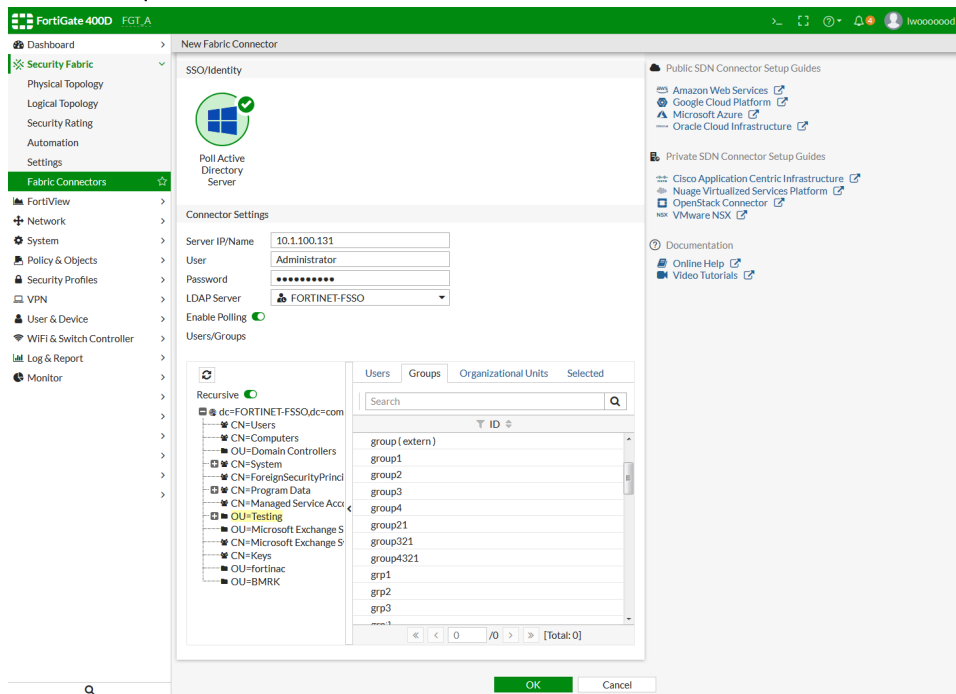 FortiGate 400D FGT_A
>_ 4 lwooooood
Dashboard
Security Fabric
Physical Topology
Logical Topology
Security Rating
Automation
Settings
Fabric Connectors
FortiView
Network
System
Policy & Objects
Security Profiles
VPN
User & Device
WiFi & Switch Controller
Log & Report
Monitor
New Fabric Connector
SSO/Identity
Poll Active
Directory
Server
Connector Settings
Server IP/Name 10.1.100.131
User Administrator
Password ••••••••••
LDAP Server FORTINET-FSSO
Enable Polling
Users/Groups
Recursive
dc=FORTINET-FSSO,dc=com
CN=Users
CN=Computers
OU=Domain Controllers
CN=System
CN=ForeignSecurityPrinci
CN=Program Data
CN=Managed Service Acc
OU=Testing
OU=Microsoft Exchange S
CN=Microsoft Exchange S
CN=Keys
OU=fortinac
OU=BMRK
Users Groups Organizational Units Selected
Search
ID
group ( extern )
group1
group2
group3
group4
group21
group321
group4321
grp1
grp2
grp3
0 /0 [Total: 0]
OK Cancel
Public SDN Connector Setup Guides
Amazon Web Services
Google Cloud Platform
Microsoft Azure
Oracle Cloud Infrastructure
Private SDN Connector Setup Guides
Cisco Application Centric Infrastructure
Nuage Virtualized Services Platform
OpenStack Connector
NSX VMware NSX
Documentation
Online Help
Video Tutorials